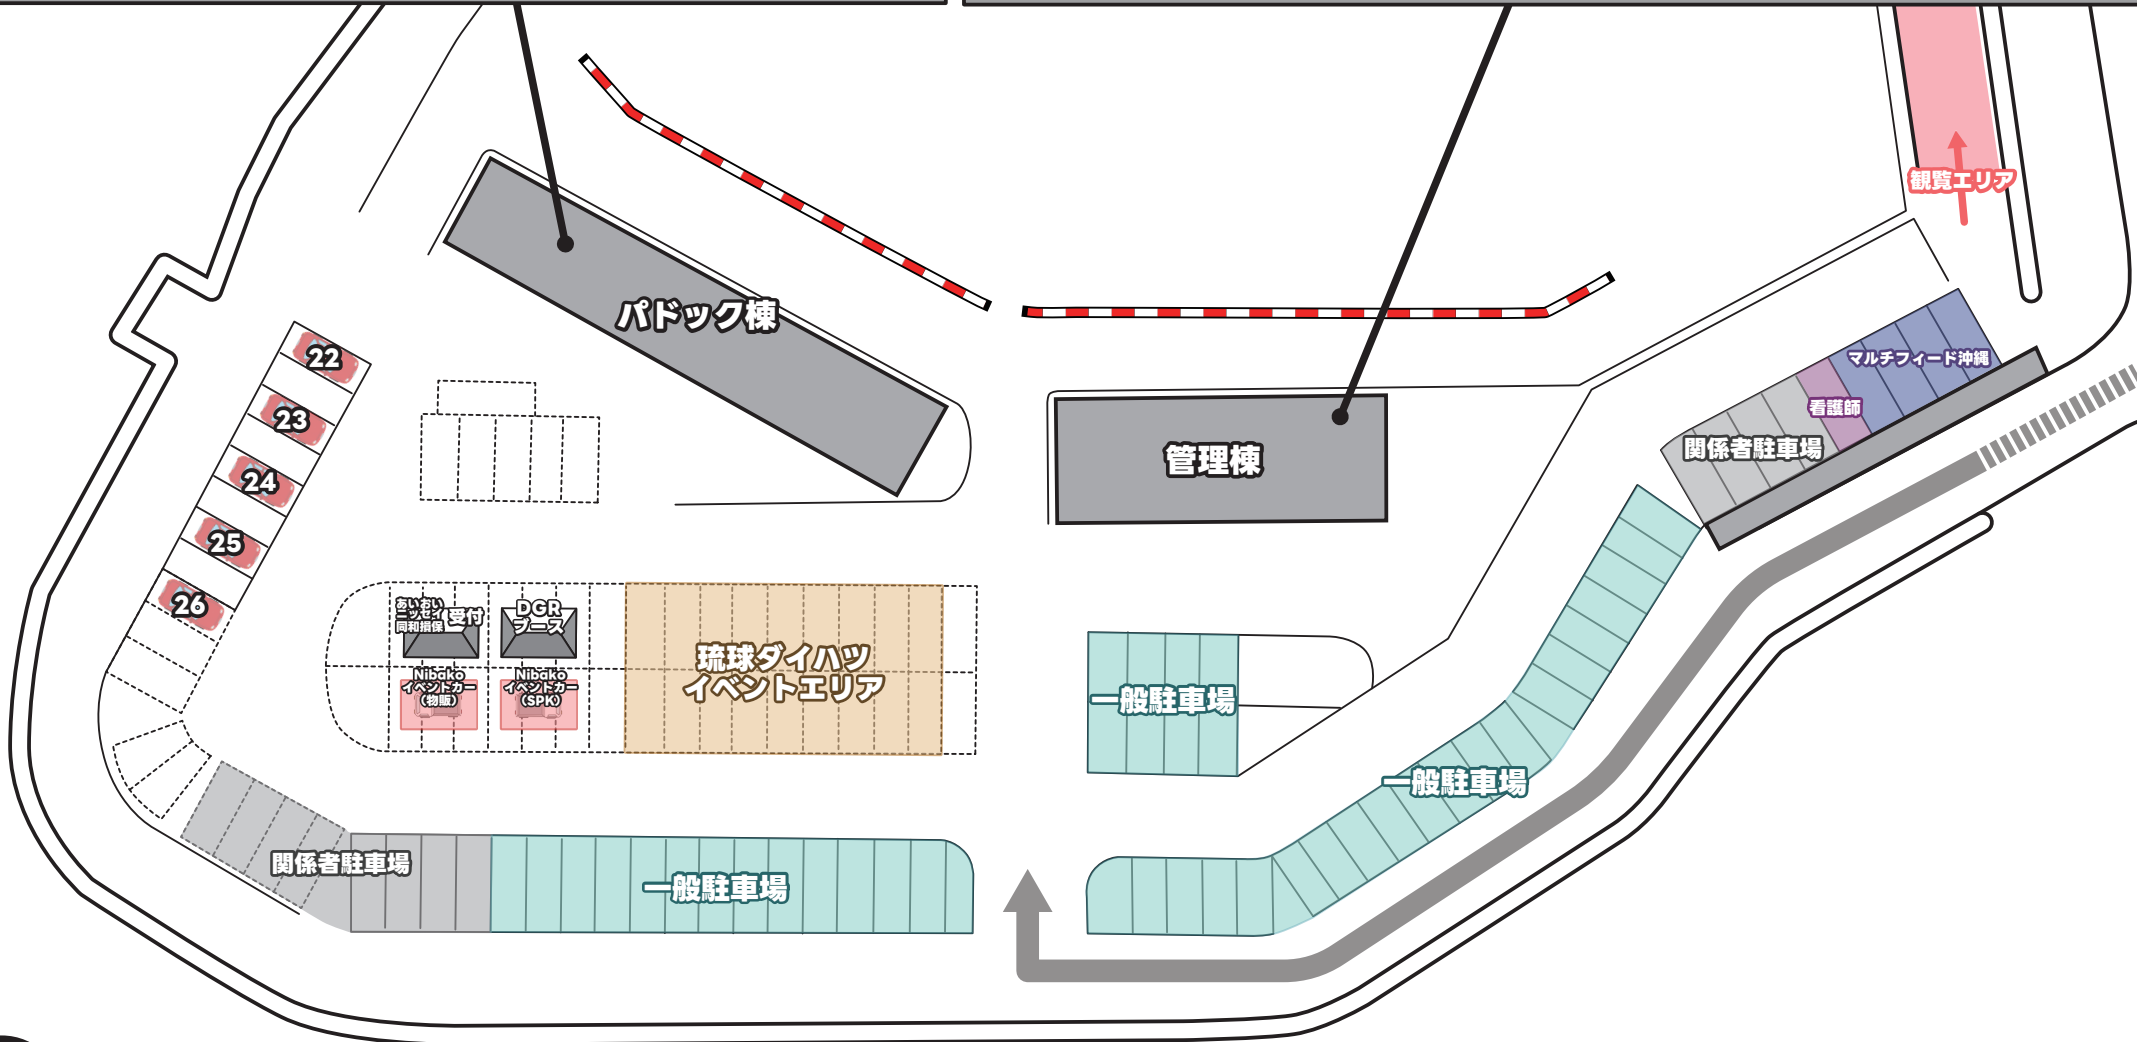 観覧エリア
パドック棟
22
23
24
25
26
管理棟
マルチフィード沖縄
看護師
関係者駐車場
あいおい
ニッセイ
同和損保
受付
DGR
ブース
Nibako
イベントカー
(物販)
Nibako
イベントカー
(SPK)
琉球ダイハツ
イベントエリア
一般駐車場
一般駐車場
関係者駐車場
一般駐車場